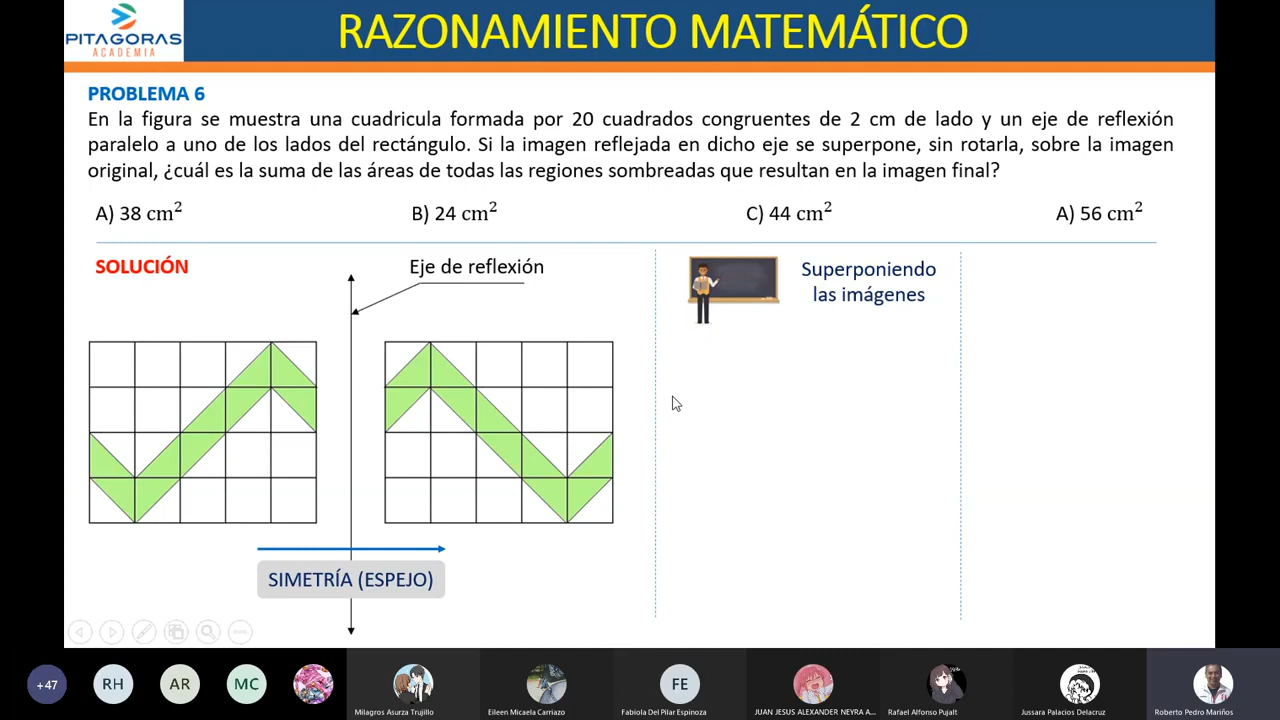 PITAGORAS
ACADEMIA
RAZONAMIENTO MATEMÁTICO
PROBLEMA 6
En la figura se muestra una cuadricula formada por 20 cuadrados congruentes de 2 cm de lado y un eje de reflexión
paralelo a uno de los lados del rectángulo. Si la imagen reflejada en dicho eje se superpone, sin rotarla, sobre la imagen
original, ¿cuál es la suma de las áreas de todas las regiones sombreadas que resultan en la imagen final?
A) 38 cm² B) 24 cm² C) 44 cm² A) 56 cm²
SOLUCIÓN
Eje de reflexión
Superponiendo
las imágenes
SIMETRÍA (ESPEJO)
+47 RH AR MC FE
Milagros Asurza Trujillo Eileen Micaela Carriazo Fabiola Del Pilar Espinoza JUAN JESUS ALEXANDER NEYRA A... Rafael Alfonso Pujalt Jussara Palacios Delacruz Roberto Pedro Mariños